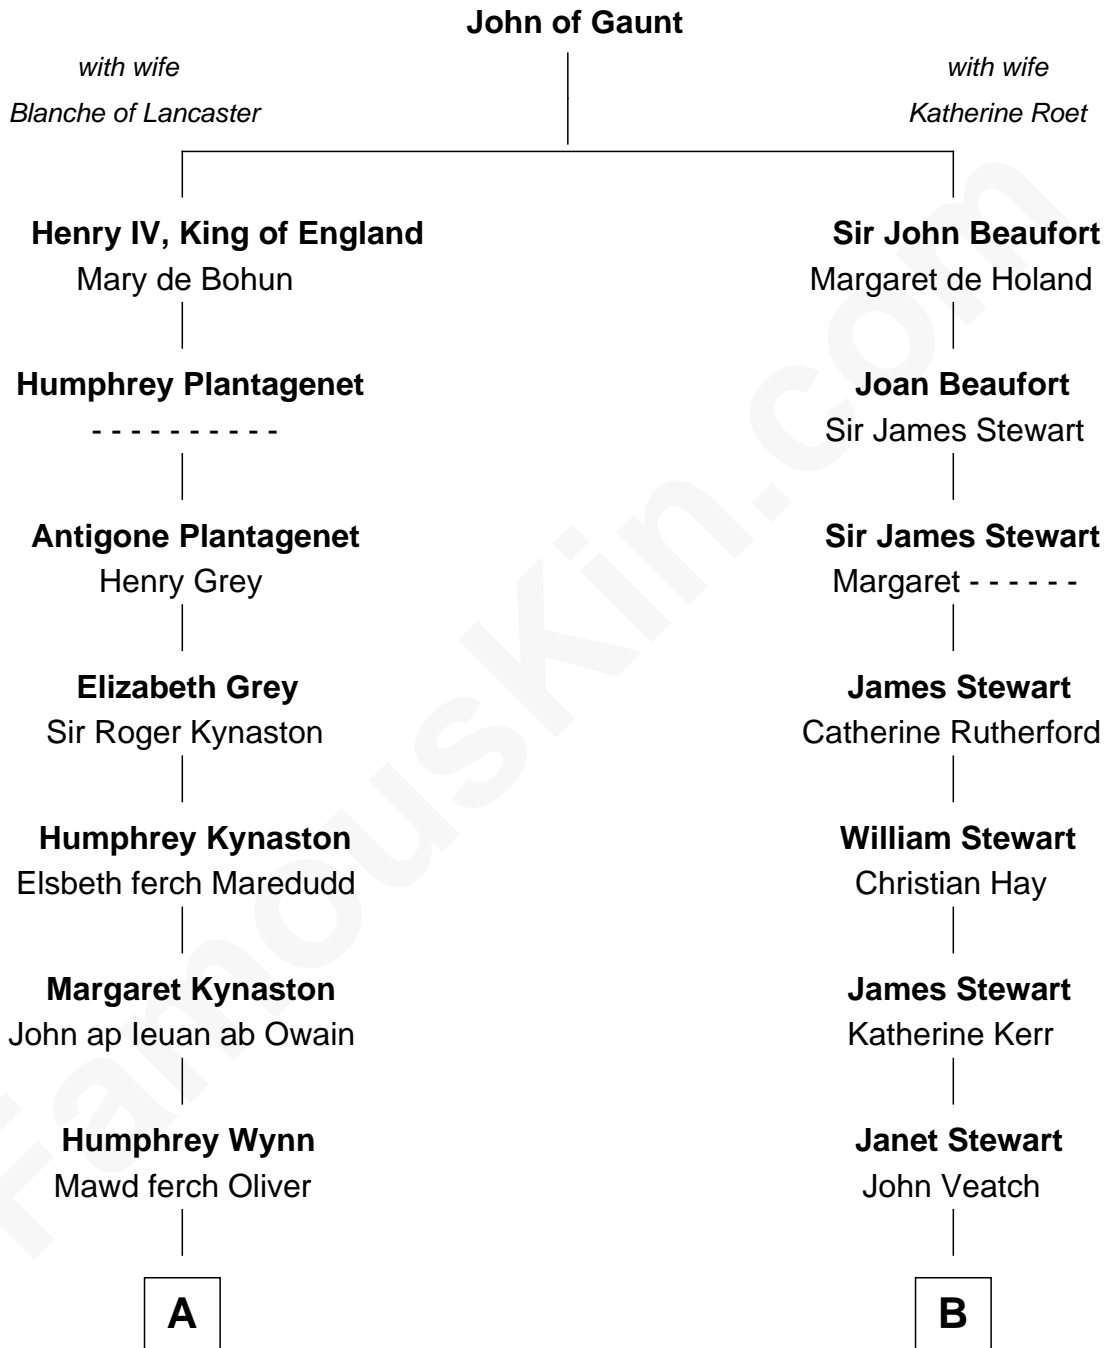 John of Gaunt
with wife
Blanche of Lancaster
with wife
Katherine Roet
Henry IV, King of England
Mary de Bohun
Sir John Beaufort
Margaret de Holand
Humphrey Plantagenet
- - - - - - - - - -
Joan Beaufort
Sir James Stewart
Antigone Plantagenet
Henry Grey
Sir James Stewart
Margaret - - - - - -
Elizabeth Grey
Sir Roger Kynaston
James Stewart
Catherine Rutherford
Humphrey Kynaston
Elsbeth ferch Maredudd
William Stewart
Christian Hay
Margaret Kynaston
John ap Ieuan ab Owain
James Stewart
Katherine Kerr
Humphrey Wynn
Mawd ferch Oliver
Janet Stewart
John Veatch
A
B
FamousKin.com